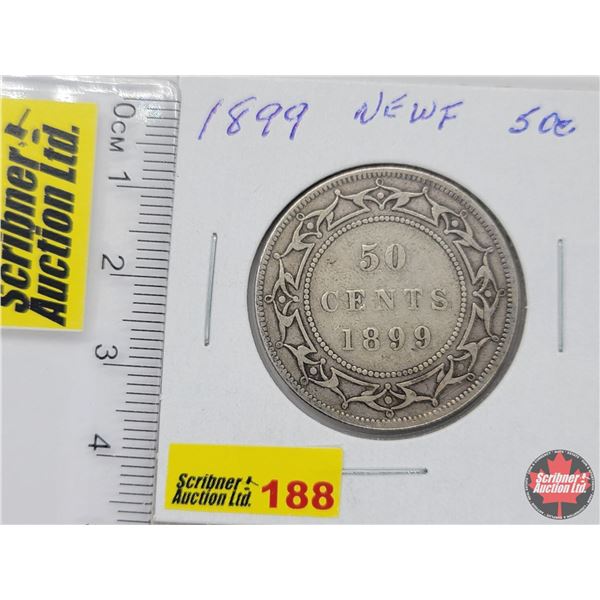 1899 NEWF 50¢
Scribner
Auction Ltd.
0CM 1 2 3 4
50
CENTS
1899
Scribner
Auction Ltd. 188
Scribner
Auction Ltd.